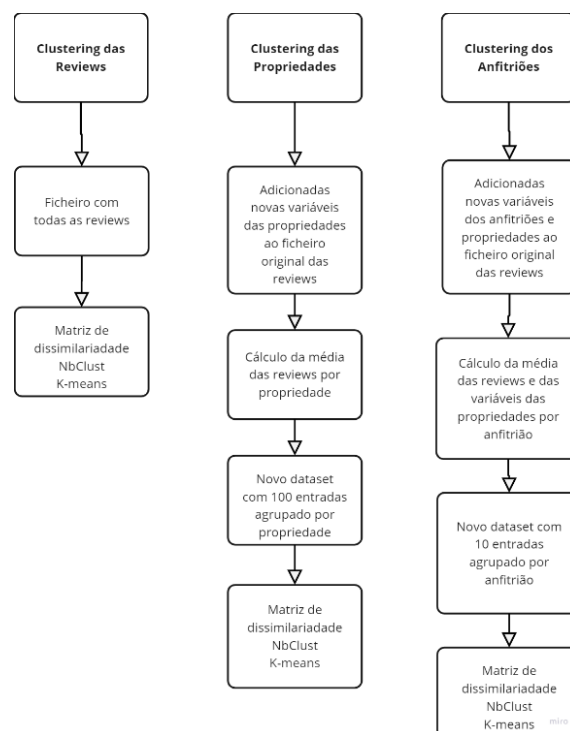 Clustering das
Reviews
Ficheiro com
todas as reviews
Matriz de
dissimilariadade
NbClust
K-means
Clustering das
Propriedades
Adicionadas
novas variáveis
das propriedades
ao ficheiro
original das
reviews
Cálculo da média
das reviews por
propriedade
Novo dataset
com 100 entradas
agrupado por
propriedade
Matriz de
dissimilariadade
NbClust
K-means
Clustering dos
Anfitriões
Adicionadas
novas variáveis
dos anfitriões e
propriedades ao
ficheiro original
das reviews
Cálculo da média
das reviews e das
variáveis das
propriedades por
anfitrião
Novo dataset com
10 entradas
agrupado por
anfitrião
Matriz de
dissimilariadade
NbClust
K-means
miro